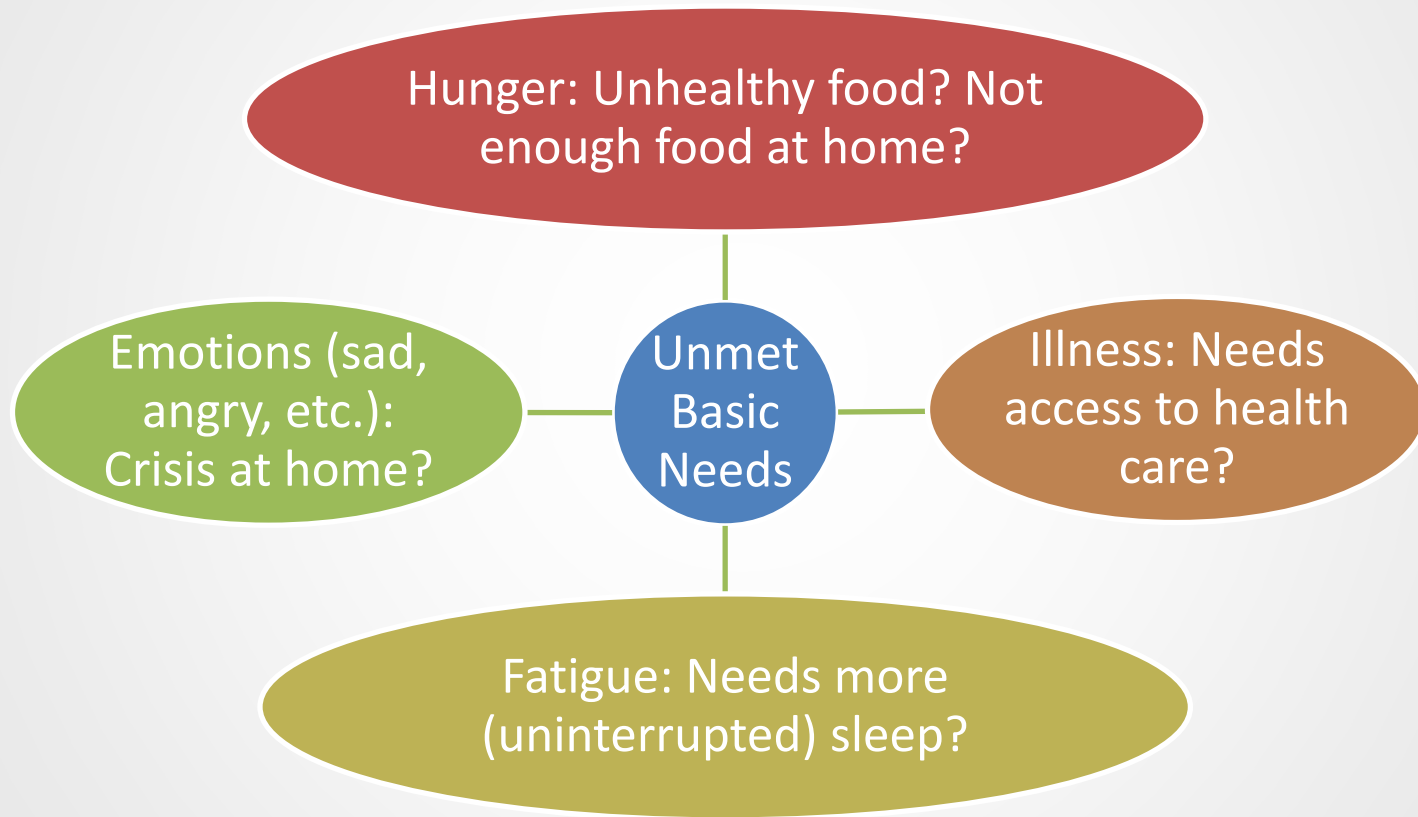 Hunger: Unhealthy food? Not
enough food at home?
Emotions (sad,
angry, etc.):
Crisis at home?
Unmet
Basic
Needs
Illness: Needs
access to health
care?
Fatigue: Needs more
(uninterrupted) sleep?